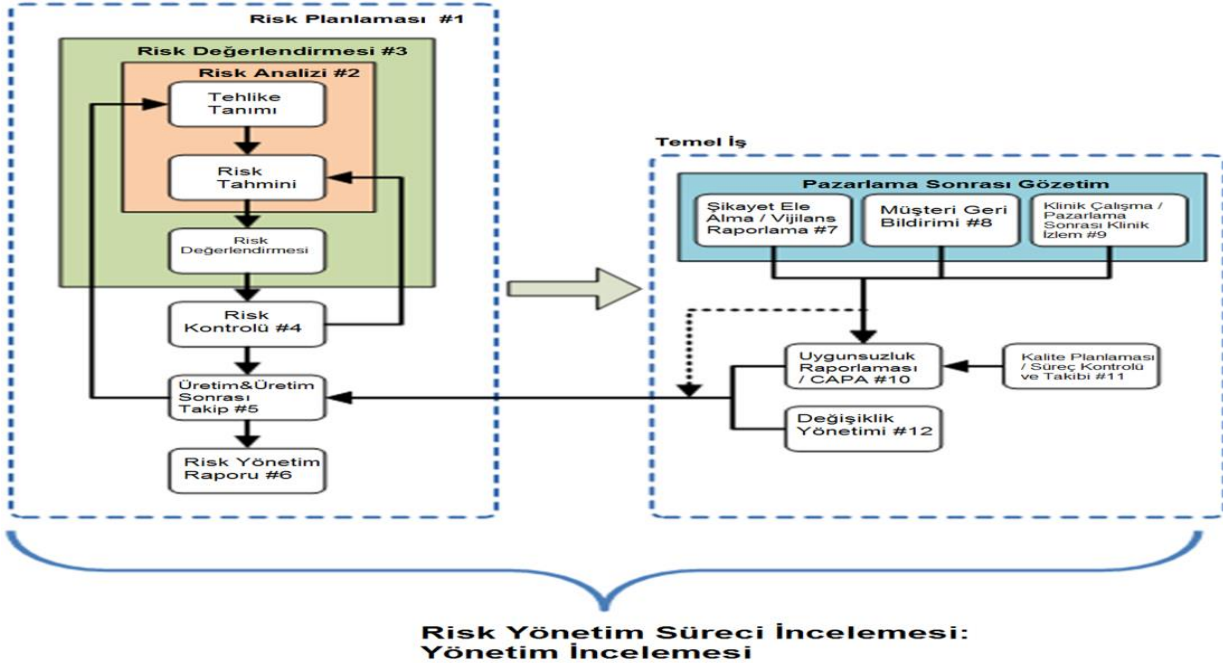 Risk Planlaması #1
Risk Değerlendirmesi #3
Risk Analizi #2
Tehlike
Tanımı
Risk
Tahmini
Risk
Değerlendirmesi
Risk
Kontrolü #4
Üretim&Üretim
Sonrası
Takip #5
Risk Yönetim
Raporu #6
Temel İş
Pazarlama Sonrası Gözetim
Şikayet Ele
Alma / Vijilans
Raporlama #7
Müşteri Geri
Bildirimi #8
Klinik Çalışma /
Pazarlama
Sonrası Klinik
İzlem #9
Uygunsuzluk
Raporlaması
/ CAPA #10
Kalite Planlaması
/ Süreç Kontrolü
ve Takibi #11
Değişiklik
Yönetimi #12
Risk Yönetim Süreci İncelemesi:
Yönetim İncelemesi